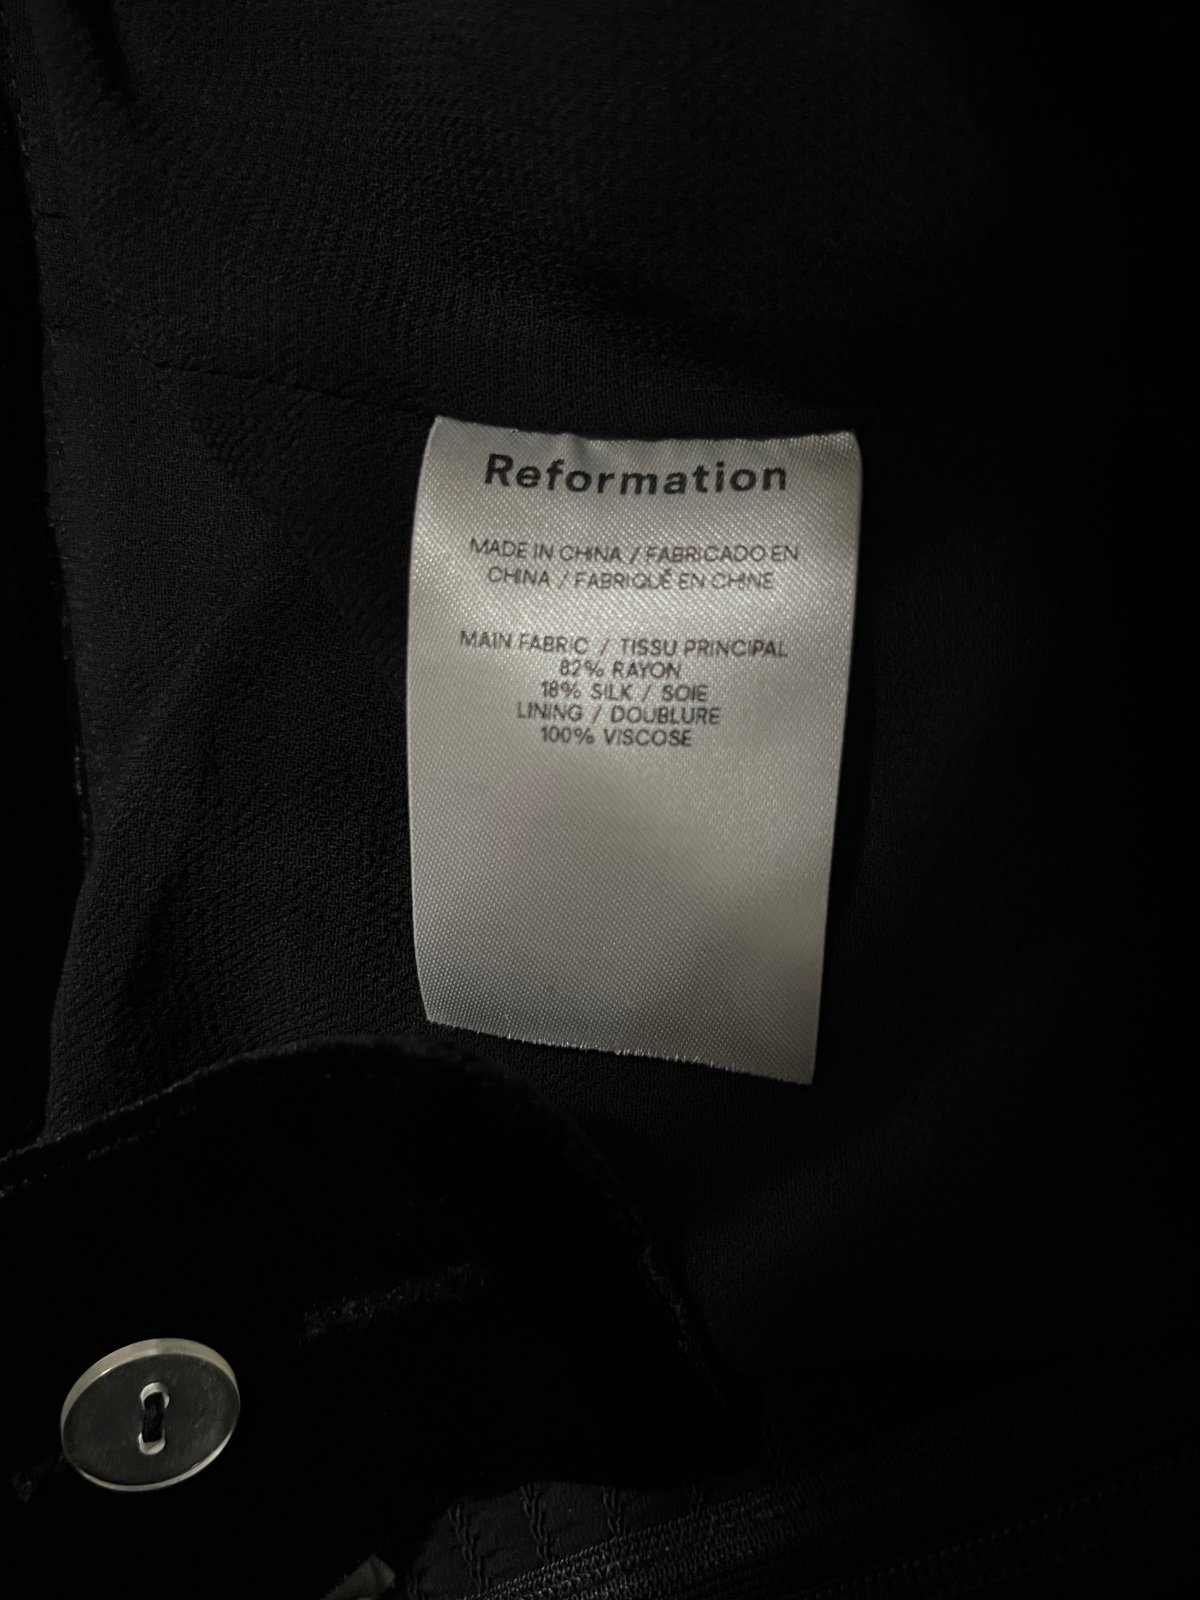 Reformation
MADE IN CHINA / FABRICADO EN
CHINA / FABRIQUÉ EN CHINE
MAIN FABRIC / TISSU PRINCIPAL
82% RAYON
18% SILK / SOIE
LINING / DOUBLURE
100% VISCOSE